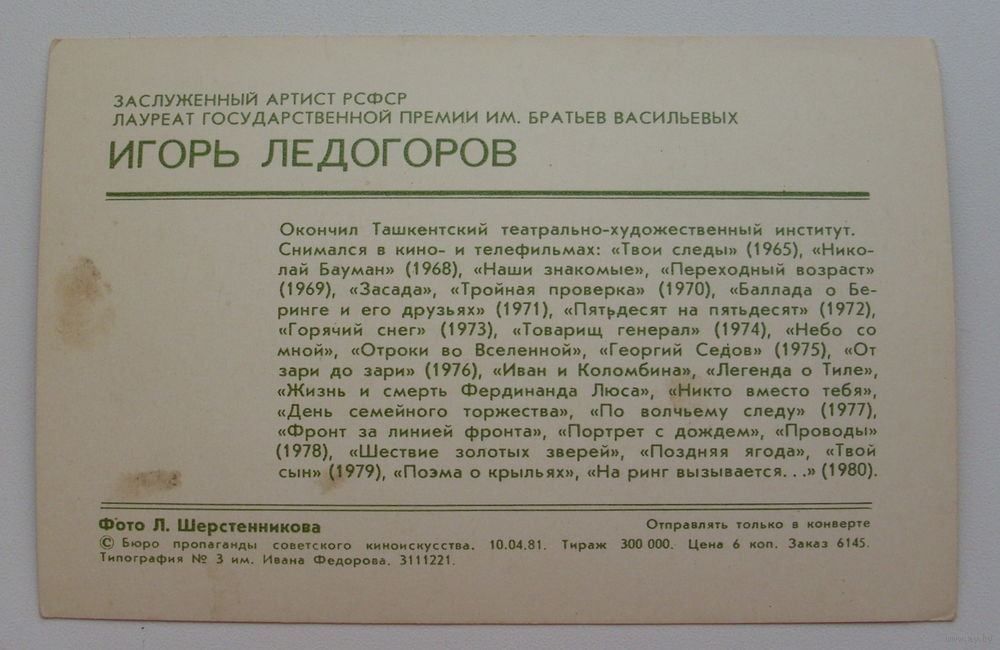 ЗАСЛУЖЕННЫЙ АРТИСТ РСФСР
ЛАУРЕАТ ГОСУДАРСТВЕННОЙ ПРЕМИИ ИМ. БРАТЬЕВ ВАСИЛЬЕВЫХ
ИГОРЬ ЛЕДОГОРОВ
Окончил Ташкентский театрально-художественный институт.
Снимался в кино- и телефильмах: «Твои следы» (1965), «Нико-
лай Бауман» (1968), «Наши знакомые», «Переходный возраст»
(1969), «Засада», «Тройная проверка» (1970), «Баллада о Бе-
ринге и его друзьях» (1971), «Пятьдесят на пятьдесят» (1972),
«Горячий снег» (1973), «Товарищ генерал» (1974), «Небо со
мной», «Отроки во Вселенной», «Георгий Седов» (1975), «От
зари до зари» (1976), «Иван и Коломбина», «Легенда о Тиле»,
«Жизнь и смерть Фердинанда Люса», «Никто вместо тебя»,
«День семейного торжества», «По волчьему следу» (1977),
«Фронт за линией фронта», «Портрет с дождем», «Проводы»
(1978), «Шествие золотых зверей», «Поздняя ягода», «Твой
сын» (1979), «Поэма о крыльях», «На ринг вызывается...» (1980).
Фото Л. Шерстенникова
Отправлять только в конверте
© Бюро пропаганды советского киноискусства. 10.04.81. Тираж 300 000. Цена 6 коп. Заказ 6145.
Типография № 3 им. Ивана Федорова. 3111221.